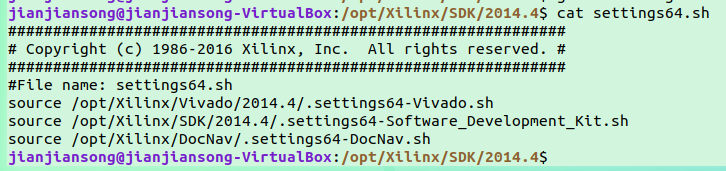 jianjiansong@jianjiansong-VirtualBox:/opt/Xilinx/SDK/2014.4$ cat settings64.sh
##############################################################
# Copyright (c) 1986-2016 Xilinx, Inc.  All rights reserved. #
##############################################################
#File name: settings64.sh
source /opt/Xilinx/Vivado/2014.4/.settings64-Vivado.sh
source /opt/Xilinx/SDK/2014.4/.settings64-Software_Development_Kit.sh
source /opt/Xilinx/DocNav/.settings64-DocNav.sh
jianjiansong@jianjiansong-VirtualBox:/opt/Xilinx/SDK/2014.4$